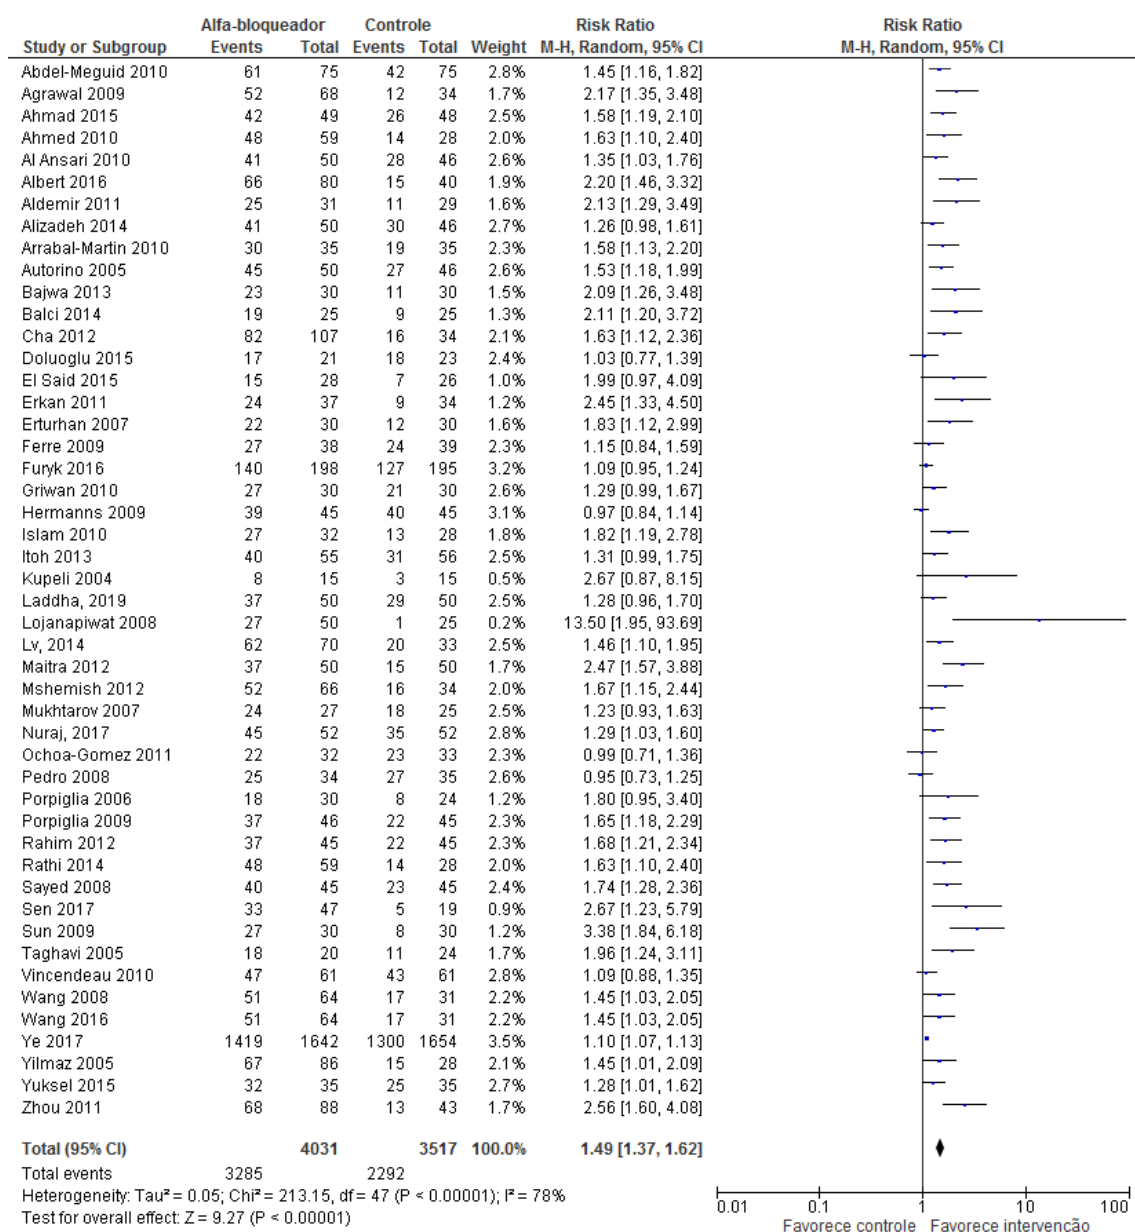 Alfa-bloqueador Controle Risk Ratio Risk Ratio
Study or Subgroup Events Total Events Total Weight M-H, Random, 95% CI M-H, Random, 95% CI
Abdel-Meguid 2010 61 75 42 75 2.8% 1.45 [1.16, 1.82]
Agrawal 2009 52 68 12 34 1.7% 2.17 [1.35, 3.48]
Ahmad 2015 42 49 26 48 2.5% 1.58 [1.19, 2.10]
Ahmed 2010 48 59 14 28 2.0% 1.63 [1.10, 2.40]
Al Ansari 2010 41 50 28 46 2.6% 1.35 [1.03, 1.76]
Albert 2016 66 80 15 40 1.9% 2.20 [1.46, 3.32]
Aldemir 2011 25 31 11 29 1.6% 2.13 [1.29, 3.49]
Alizadeh 2014 41 50 30 46 2.7% 1.26 [0.98, 1.61]
Arrabal-Martin 2010 30 35 19 35 2.3% 1.58 [1.13, 2.20]
Autorino 2005 45 50 27 46 2.6% 1.53 [1.18, 1.99]
Bajwa 2013 23 30 11 30 1.5% 2.09 [1.26, 3.48]
Balci 2014 19 25 9 25 1.3% 2.11 [1.20, 3.72]
Cha 2012 82 107 16 34 2.1% 1.63 [1.12, 2.36]
Doluoglu 2015 17 21 18 23 2.4% 1.03 [0.77, 1.39]
El Said 2015 15 28 7 26 1.0% 1.99 [0.97, 4.09]
Erkan 2011 24 37 9 34 1.2% 2.45 [1.33, 4.50]
Erturhan 2007 22 30 12 30 1.6% 1.83 [1.12, 2.99]
Ferre 2009 27 38 24 39 2.3% 1.15 [0.84, 1.59]
Furyk 2016 140 198 127 195 3.2% 1.09 [0.95, 1.24]
Griwan 2010 27 30 21 30 2.6% 1.29 [0.99, 1.67]
Hermanns 2009 39 45 40 45 3.1% 0.97 [0.84, 1.14]
Islam 2010 27 32 13 28 1.8% 1.82 [1.19, 2.78]
Itoh 2013 40 55 31 56 2.5% 1.31 [0.99, 1.75]
Kupeli 2004 8 15 3 15 0.5% 2.67 [0.87, 8.15]
Laddha, 2019 37 50 29 50 2.5% 1.28 [0.96, 1.70]
Lojanapiwat 2008 27 50 1 25 0.2% 13.50 [1.95, 93.69]
Lv, 2014 62 70 20 33 2.5% 1.46 [1.10, 1.95]
Maitra 2012 37 50 15 50 1.7% 2.47 [1.57, 3.88]
Mshemish 2012 52 66 16 34 2.0% 1.67 [1.15, 2.44]
Mukhtarov 2007 24 27 18 25 2.5% 1.23 [0.93, 1.63]
Nuraj, 2017 45 52 35 52 2.8% 1.29 [1.03, 1.60]
Ochoa-Gomez 2011 22 32 23 33 2.3% 0.99 [0.71, 1.36]
Pedro 2008 25 34 27 35 2.6% 0.95 [0.73, 1.25]
Porpiglia 2006 18 30 8 24 1.2% 1.80 [0.95, 3.40]
Porpiglia 2009 37 46 22 45 2.3% 1.65 [1.18, 2.29]
Rahim 2012 37 45 22 45 2.3% 1.68 [1.21, 2.34]
Rathi 2014 48 59 14 28 2.0% 1.63 [1.10, 2.40]
Sayed 2008 40 45 23 45 2.4% 1.74 [1.28, 2.36]
Sen 2017 33 47 5 19 0.9% 2.67 [1.23, 5.79]
Sun 2009 27 30 8 30 1.2% 3.38 [1.84, 6.18]
Taghavi 2005 18 20 11 24 1.7% 1.96 [1.24, 3.11]
Vincendeau 2010 47 61 43 61 2.8% 1.09 [0.88, 1.35]
Wang 2008 51 64 17 31 2.2% 1.45 [1.03, 2.05]
Wang 2016 51 64 17 31 2.2% 1.45 [1.03, 2.05]
Ye 2017 1419 1642 1300 1654 3.5% 1.10 [1.07, 1.13]
Yilmaz 2005 67 86 15 28 2.1% 1.45 [1.01, 2.09]
Yuksel 2015 32 35 25 35 2.7% 1.28 [1.01, 1.62]
Zhou 2011 68 88 13 43 1.7% 2.56 [1.60, 4.08]
Total (95% CI) 4031 3517 100.0% 1.49 [1.37, 1.62]
Total events 3285 2292
Heterogeneity: Tau² = 0.05; Chi² = 213.15, df = 47 (P < 0.00001); I² = 78%
Test for overall effect: Z = 9.27 (P < 0.00001)
0.01 0.1 1 10 100
Favorece controle Favorece intervenção